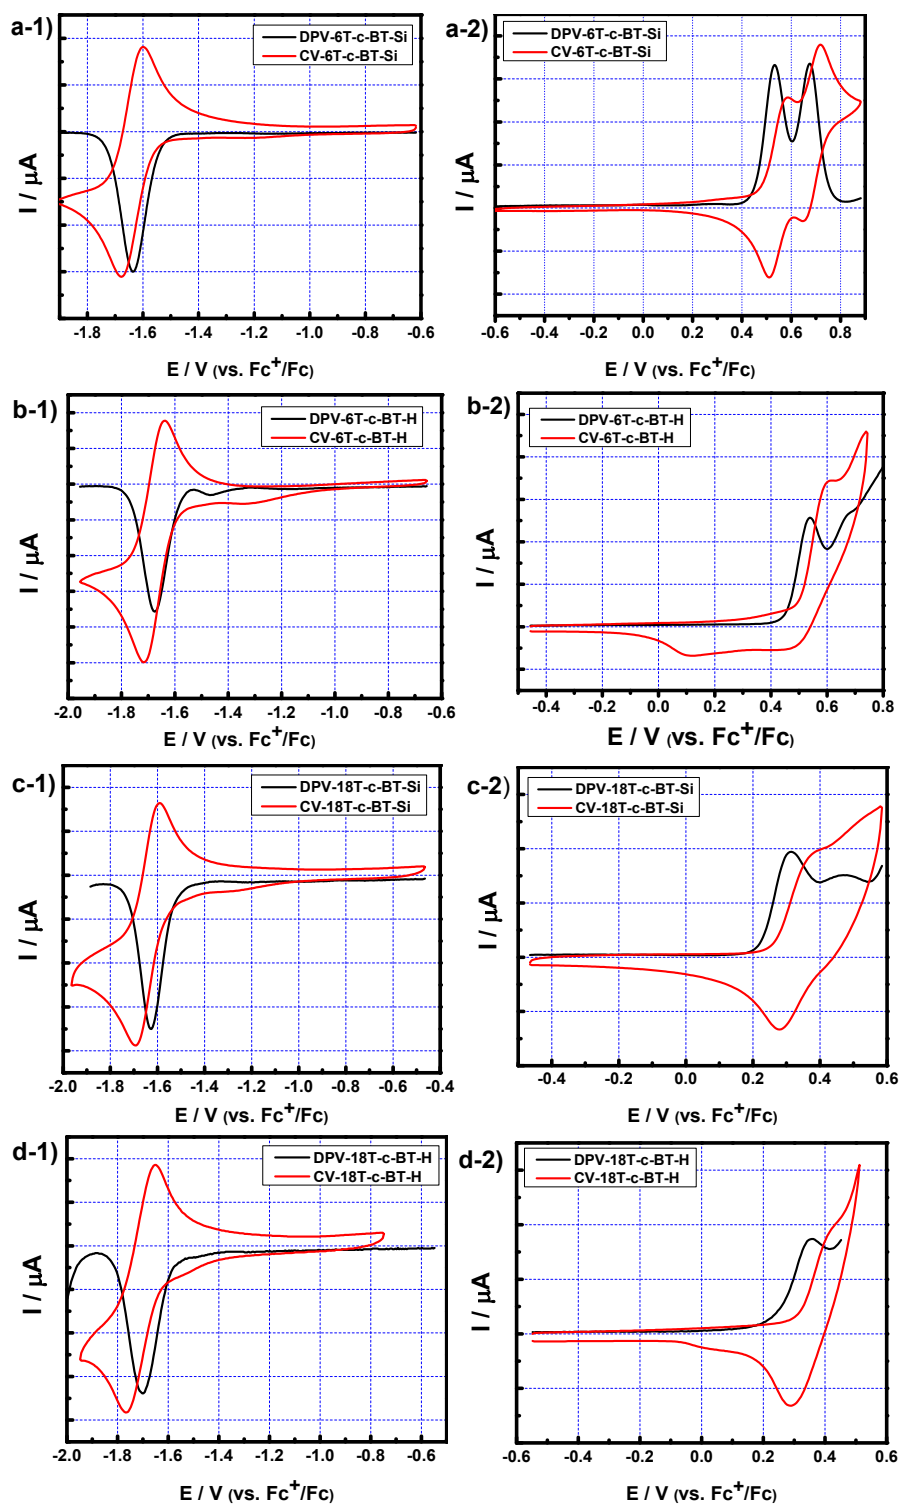 a-1)
DPV-6T-c-BT-Si
CV-6T-c-BT-Si
I / µA
-1.8 -1.6 -1.4 -1.2 -1.0 -0.8 -0.6
E / V (vs. Fc⁺/Fc)
a-2)
DPV-6T-c-BT-Si
CV-6T-c-BT-Si
I / µA
-0.6 -0.4 -0.2 0.0 0.2 0.4 0.6 0.8
E / V (vs. Fc⁺/Fc)
b-1)
DPV-6T-c-BT-H
CV-6T-c-BT-H
I / µA
-2.0 -1.8 -1.6 -1.4 -1.2 -1.0 -0.8 -0.6
E / V (vs. Fc⁺/Fc)
b-2)
DPV-6T-c-BT-H
CV-6T-c-BT-H
I / µA
-0.4 -0.2 0.0 0.2 0.4 0.6 0.8
E / V (vs. Fc⁺/Fc)
c-1)
DPV-18T-c-BT-Si
CV-18T-c-BT-Si
I / µA
-2.0 -1.8 -1.6 -1.4 -1.2 -1.0 -0.8 -0.6 -0.4
E / V (vs. Fc⁺/Fc)
c-2)
DPV-18T-c-BT-Si
CV-18T-c-BT-Si
I / µA
-0.4 -0.2 0.0 0.2 0.4 0.6
E / V (vs. Fc⁺/Fc)
d-1)
DPV-18T-c-BT-H
CV-18T-c-BT-H
I / µA
-2.0 -1.8 -1.6 -1.4 -1.2 -1.0 -0.8 -0.6
E / V (vs. Fc⁺/Fc)
d-2)
DPV-18T-c-BT-H
CV-18T-c-BT-H
I / µA
-0.6 -0.4 -0.2 0.0 0.2 0.4 0.6
E / V (vs. Fc⁺/Fc)